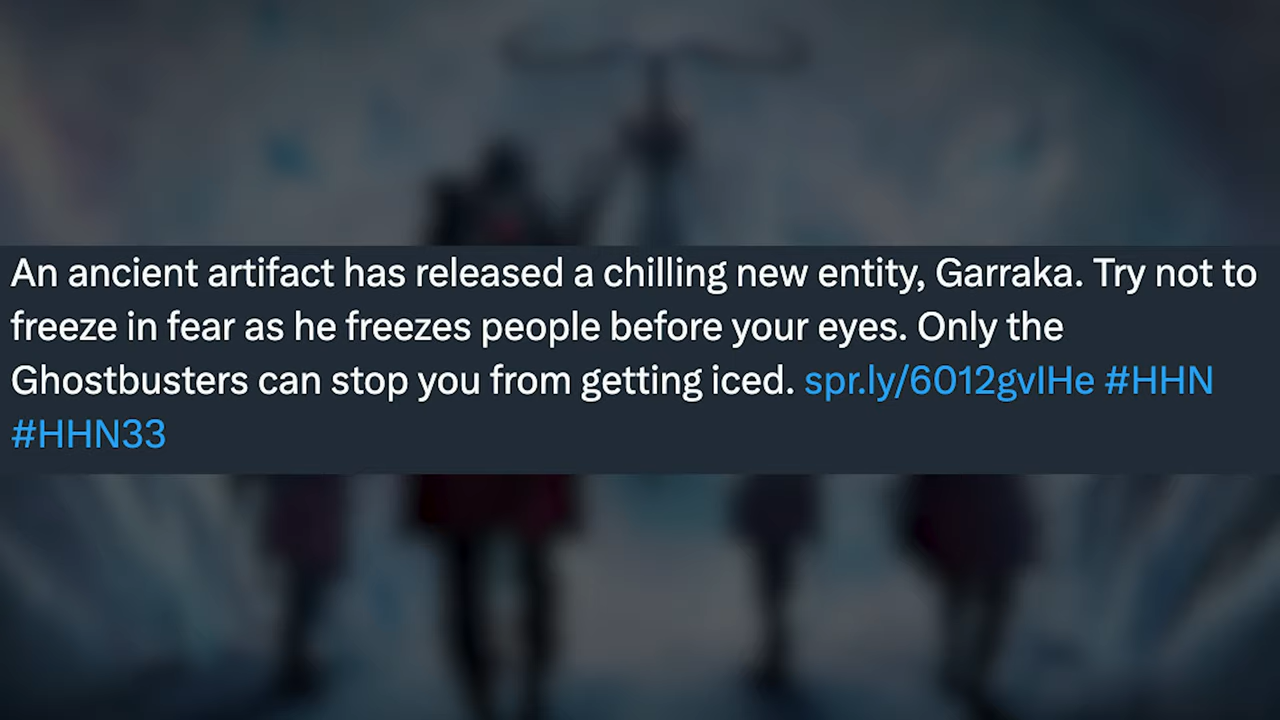 An ancient artifact has released a chilling new entity, Garraka. Try not to
freeze in fear as he freezes people before your eyes. Only the
Ghostbusters can stop you from getting iced. spr.ly/6012gvIHe #HHN
#HHN33